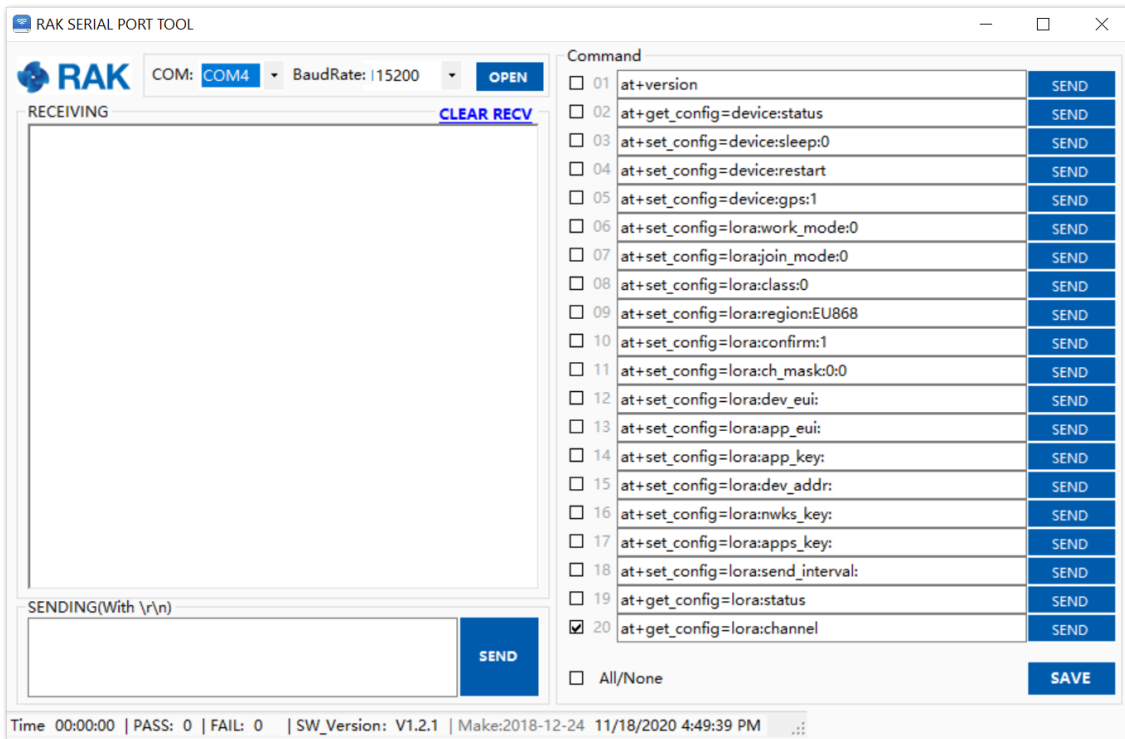 RAK SERIAL PORT TOOL
RAK COM: COM4 BaudRate: 115200 OPEN
RECEIVING CLEAR RECV
SENDING(With \r\n)
SEND
Command
01 at+version SEND
02 at+get_config=device:status SEND
03 at+set_config=device:sleep:0 SEND
04 at+set_config=device:restart SEND
05 at+set_config=device:gps:1 SEND
06 at+set_config=lora:work_mode:0 SEND
07 at+set_config=lora:join_mode:0 SEND
08 at+set_config=lora:class:0 SEND
09 at+set_config=lora:region:EU868 SEND
10 at+set_config=lora:confirm:1 SEND
11 at+set_config=lora:ch_mask:0:0 SEND
12 at+set_config=lora:dev_eui: SEND
13 at+set_config=lora:app_eui: SEND
14 at+set_config=lora:app_key: SEND
15 at+set_config=lora:dev_addr: SEND
16 at+set_config=lora:nwks_key: SEND
17 at+set_config=lora:apps_key: SEND
18 at+set_config=lora:send_interval: SEND
19 at+get_config=lora:status SEND
20 at+get_config=lora:channel SEND
All/None SAVE
Time 00:00:00 | PASS: 0 | FAIL: 0 | SW_Version: V1.2.1 | Make:2018-12-24 11/18/2020 4:49:39 PM